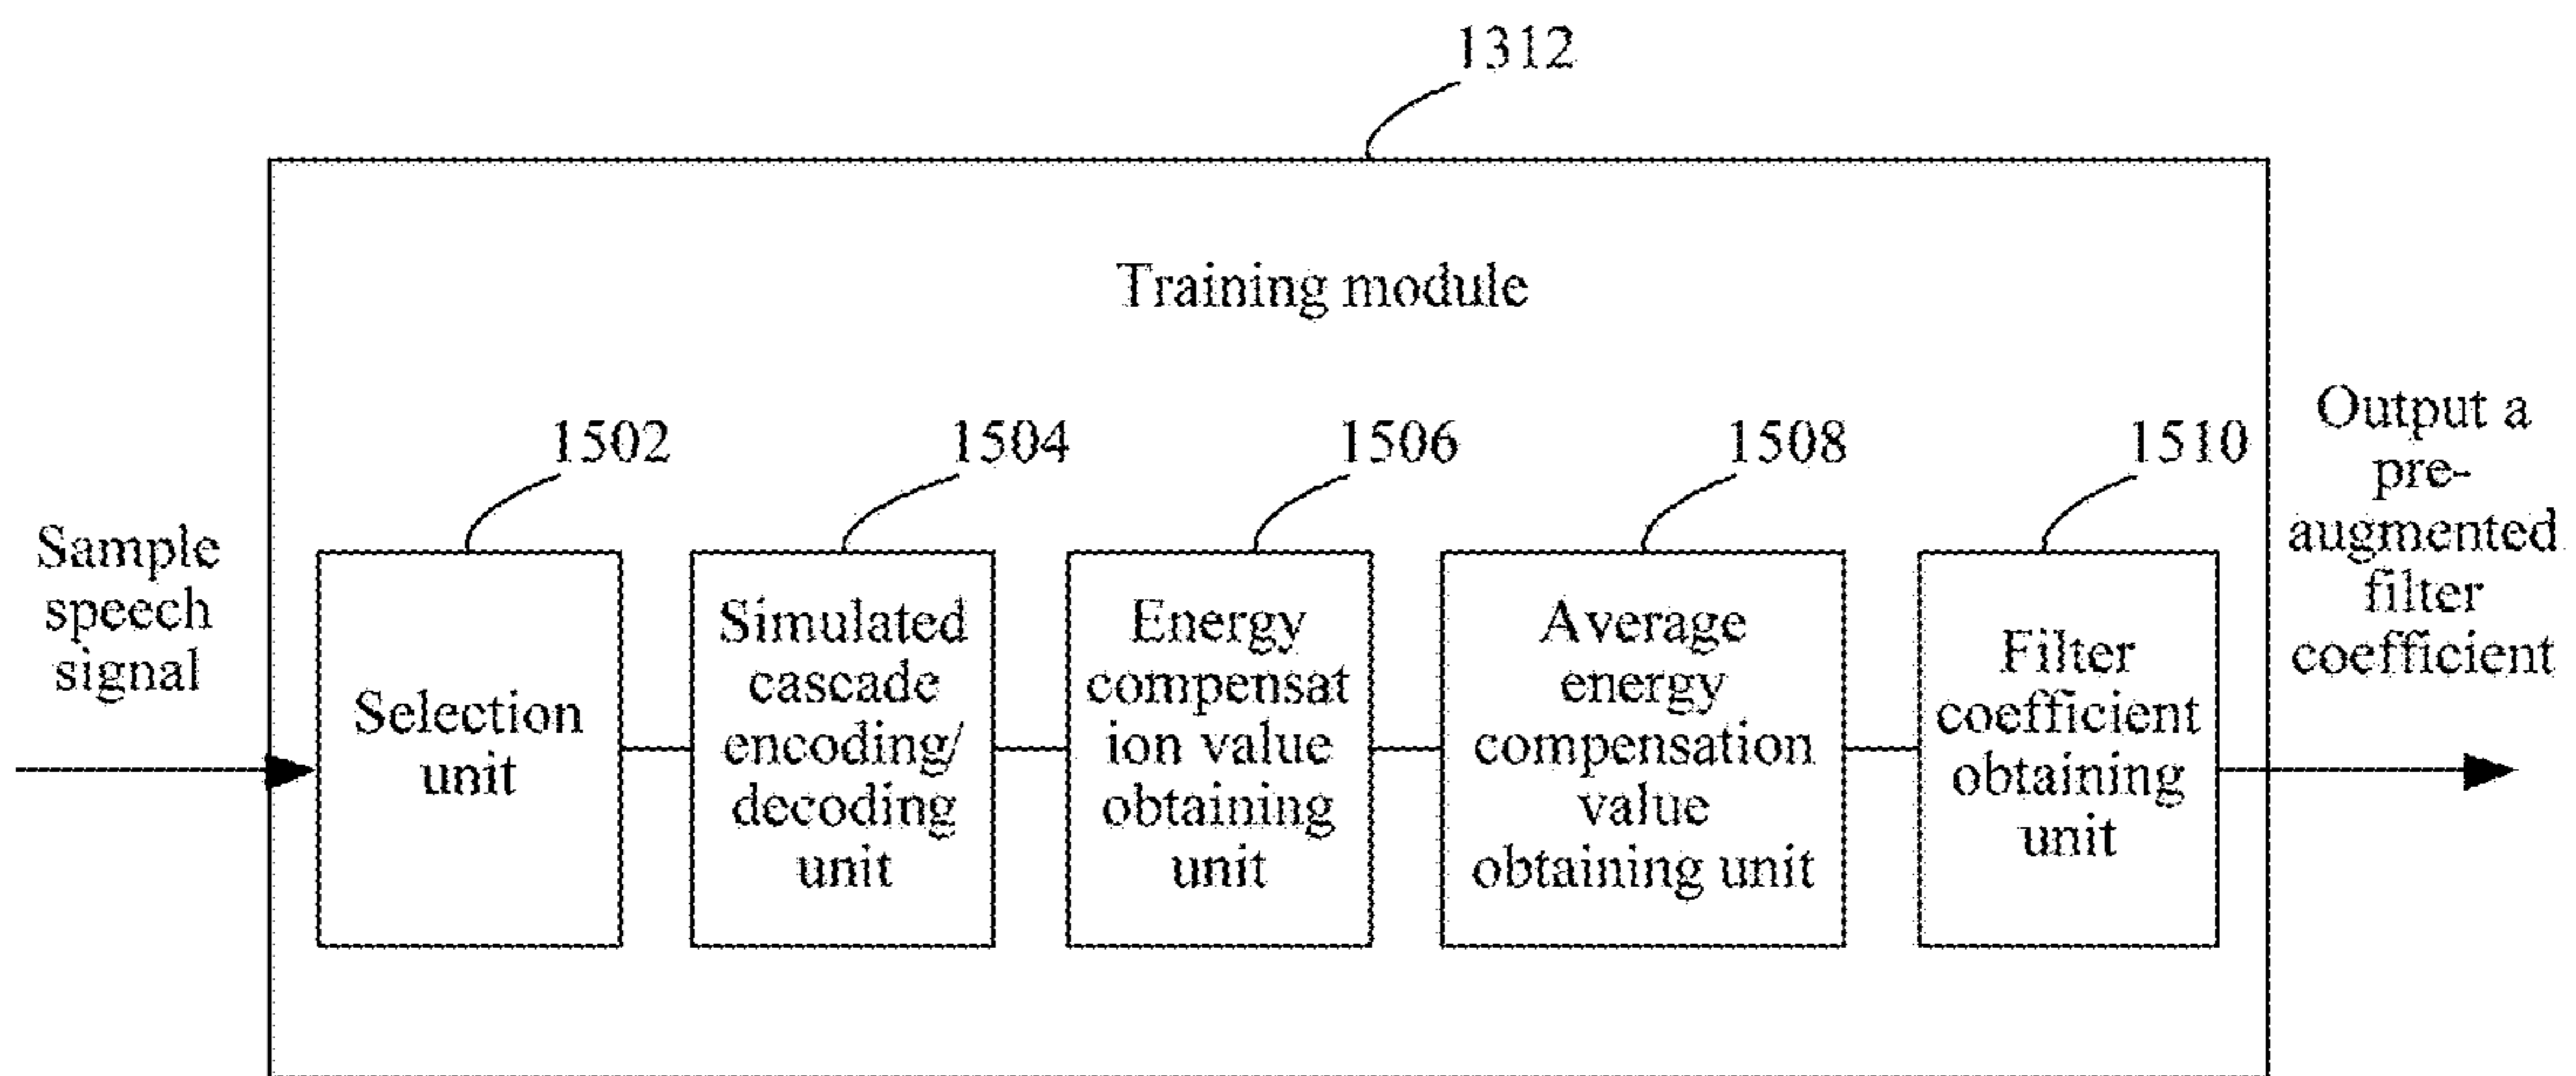 1312
Training module
1502
1504
1506
1508
1510
Sample
speech
signal
Selection
unit
Simulated
cascade
encoding/
decoding
unit
Energy
compensat
ion value
obtaining
unit
Average
energy
compensation
value
obtaining unit
Filter
coefficient
obtaining
unit
Output a
pre-
augmented
filter
coefficient